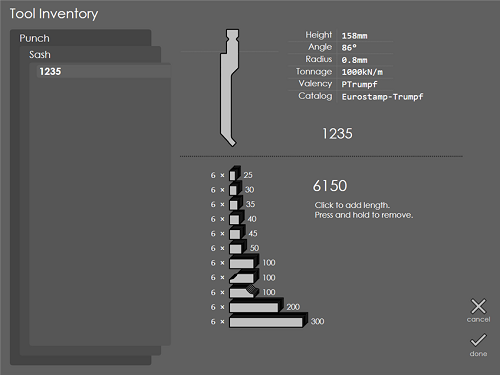 Tool Inventory
Punch
Sash
1235
Height 158mm
Angle 86°
Radius 0.8mm
Tonnage 1000kN/m
Valency PTrumpf
Catalog Eurostamp-Trumpf
1235
6 × 25
6 × 30
6 × 35
6 × 40
6 × 45
6 × 50
6 × 100
6 × 100
6 × 100
6 × 200
6 × 300
6150
Click to add length.
Press and hold to remove.
cancel
done